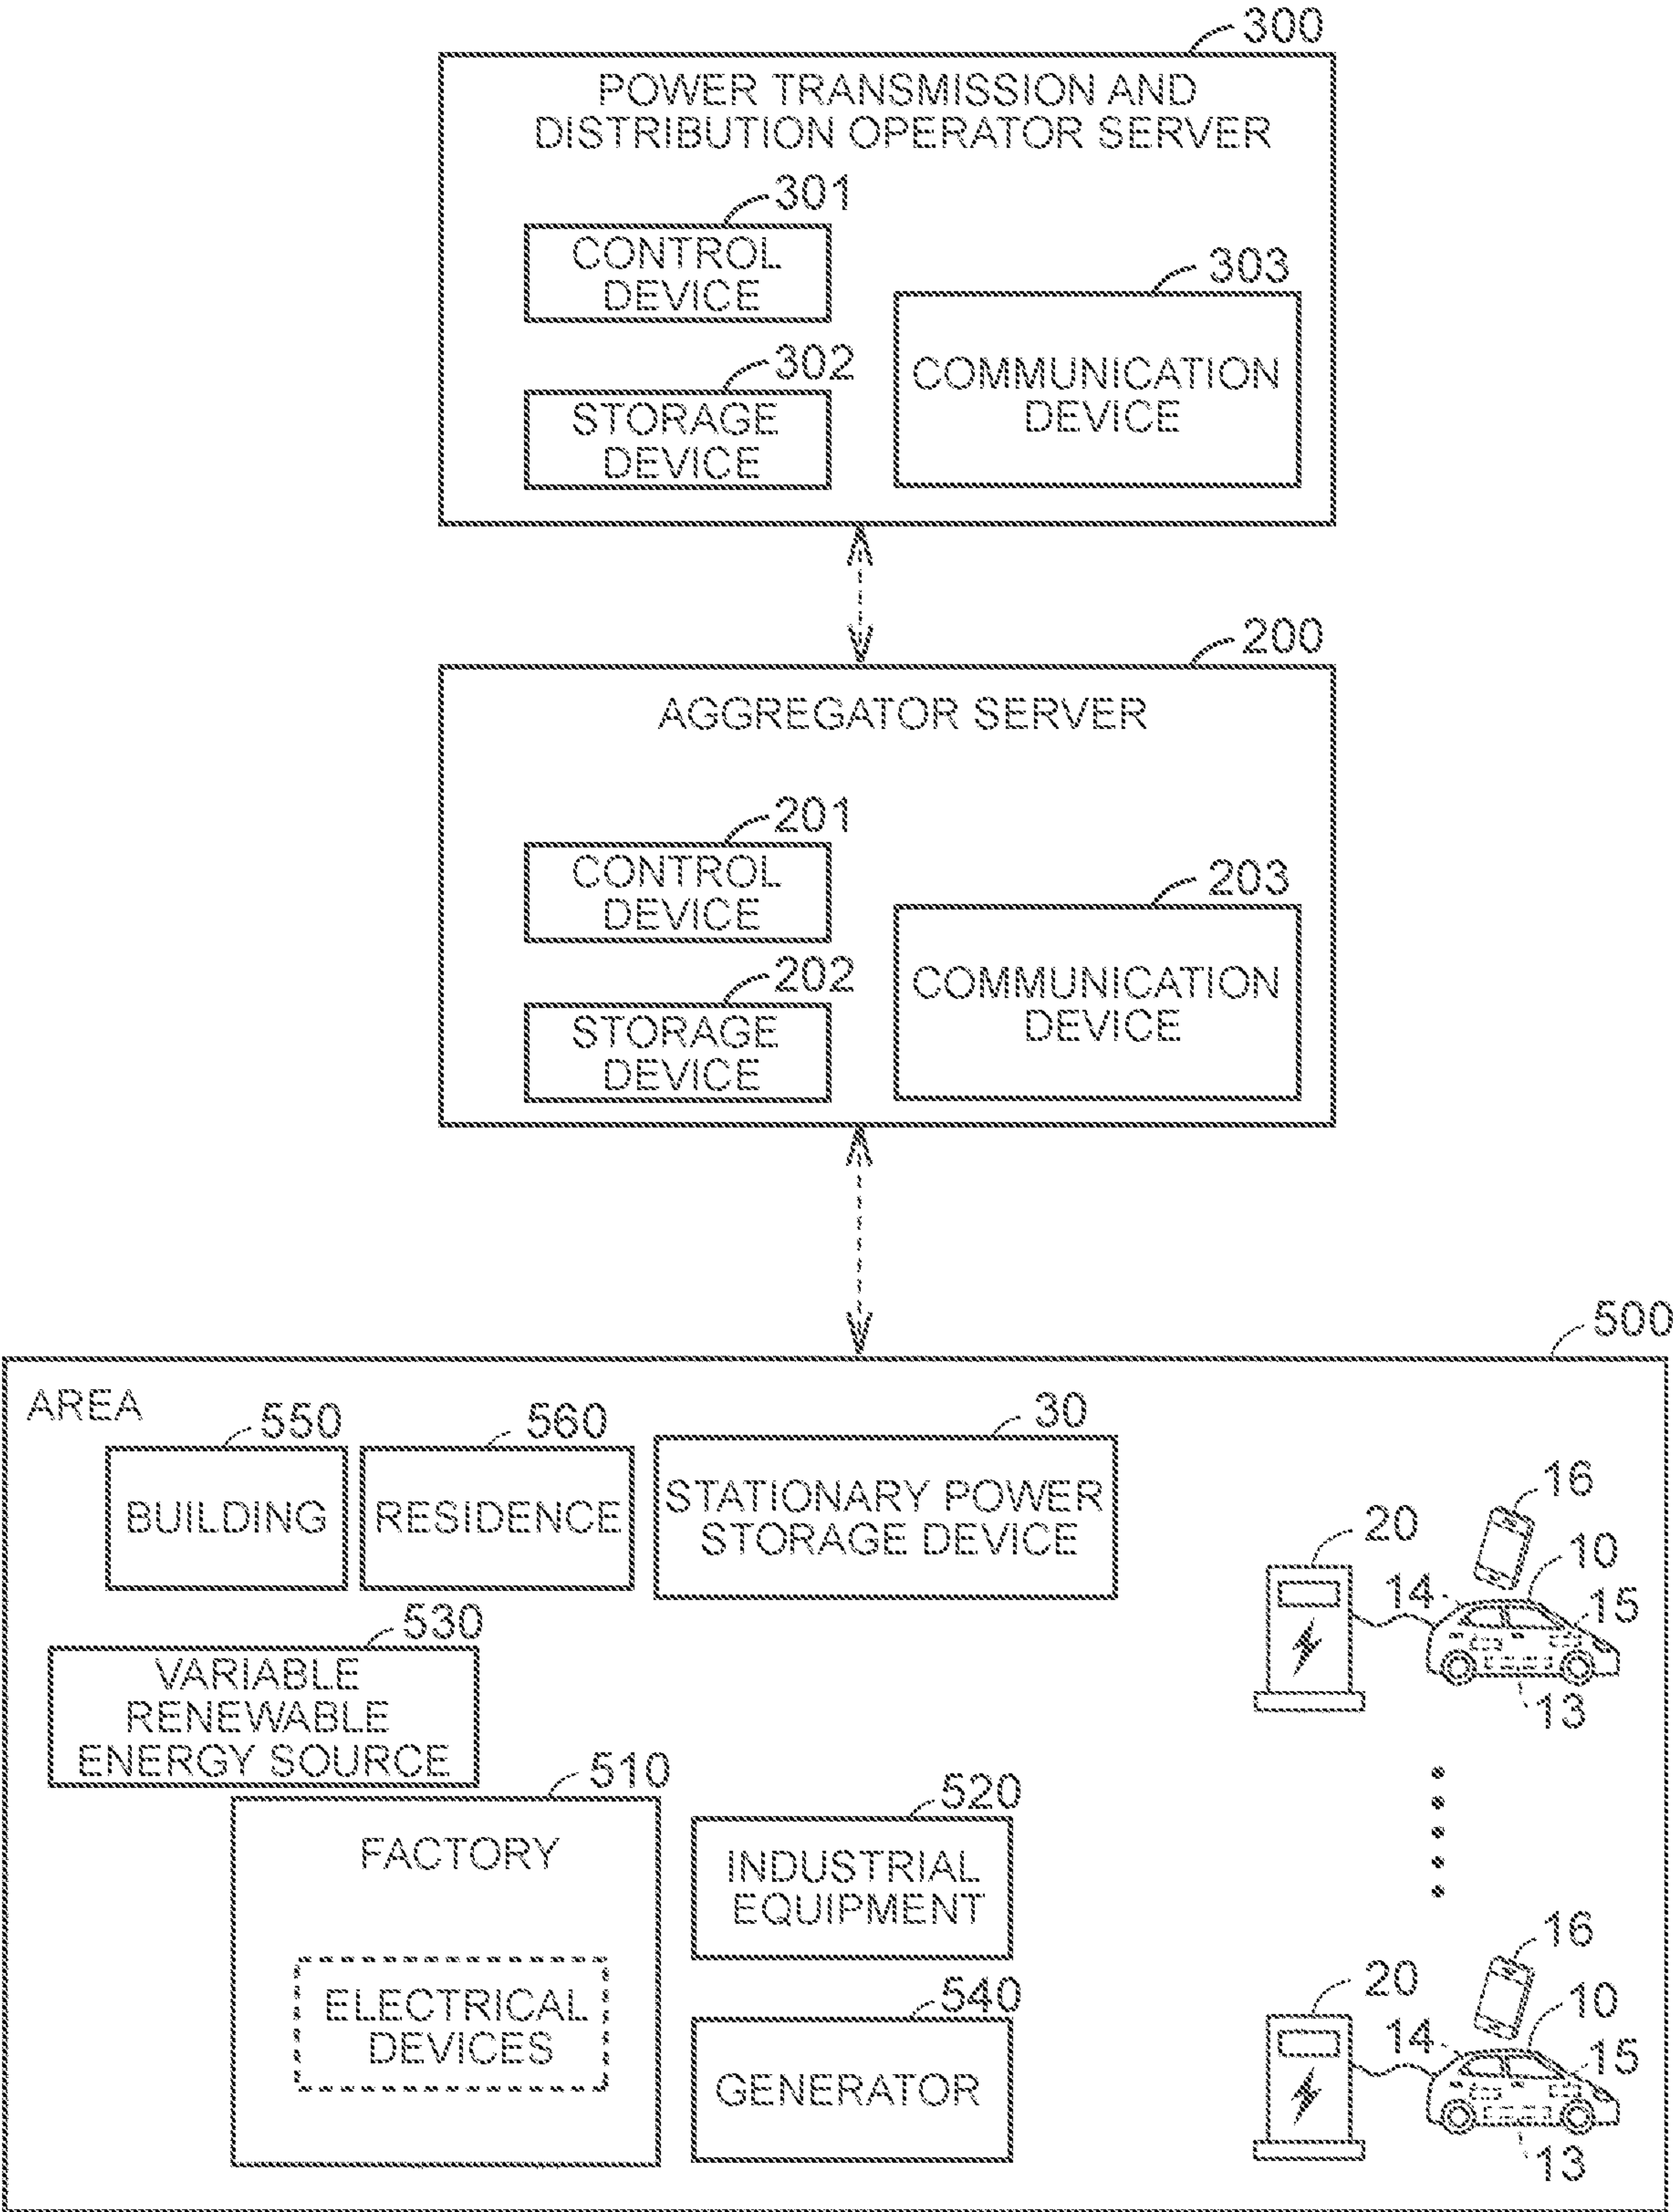 300
POWER TRANSMISSION AND
DISTRIBUTION OPERATOR SERVER
301
CONTROL
DEVICE
303
COMMUNICATION
DEVICE
302
STORAGE
DEVICE
200
AGGREGATOR SERVER
201
CONTROL
DEVICE
203
COMMUNICATION
DEVICE
202
STORAGE
DEVICE
500
AREA
550
BUILDING
560
RESIDENCE
30
STATIONARY POWER
STORAGE DEVICE
16
20
10
14
15
13
530
VARIABLE
RENEWABLE
ENERGY SOURCE
510
FACTORY
ELECTRICAL
DEVICES
520
INDUSTRIAL
EQUIPMENT
540
GENERATOR
16
20
10
14
15
13